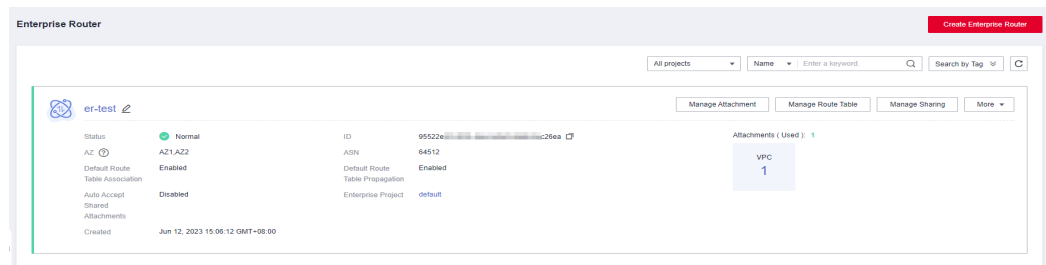 Enterprise Router
Create Enterprise Router
All projects
Name
Enter a keyword.
Search by Tag
er-test
Manage Attachment
Manage Route Table
Manage Sharing
More
Status
Normal
ID
95522e
c26ea
Attachments ( Used ): 1
AZ
AZ1,AZ2
ASN
64512
VPC
1
Default Route
Table Association
Enabled
Default Route
Table Propagation
Enabled
Auto Accept
Shared
Attachments
Disabled
Enterprise Project
default
Created
Jun 12, 2023 15:06:12 GMT+08:00